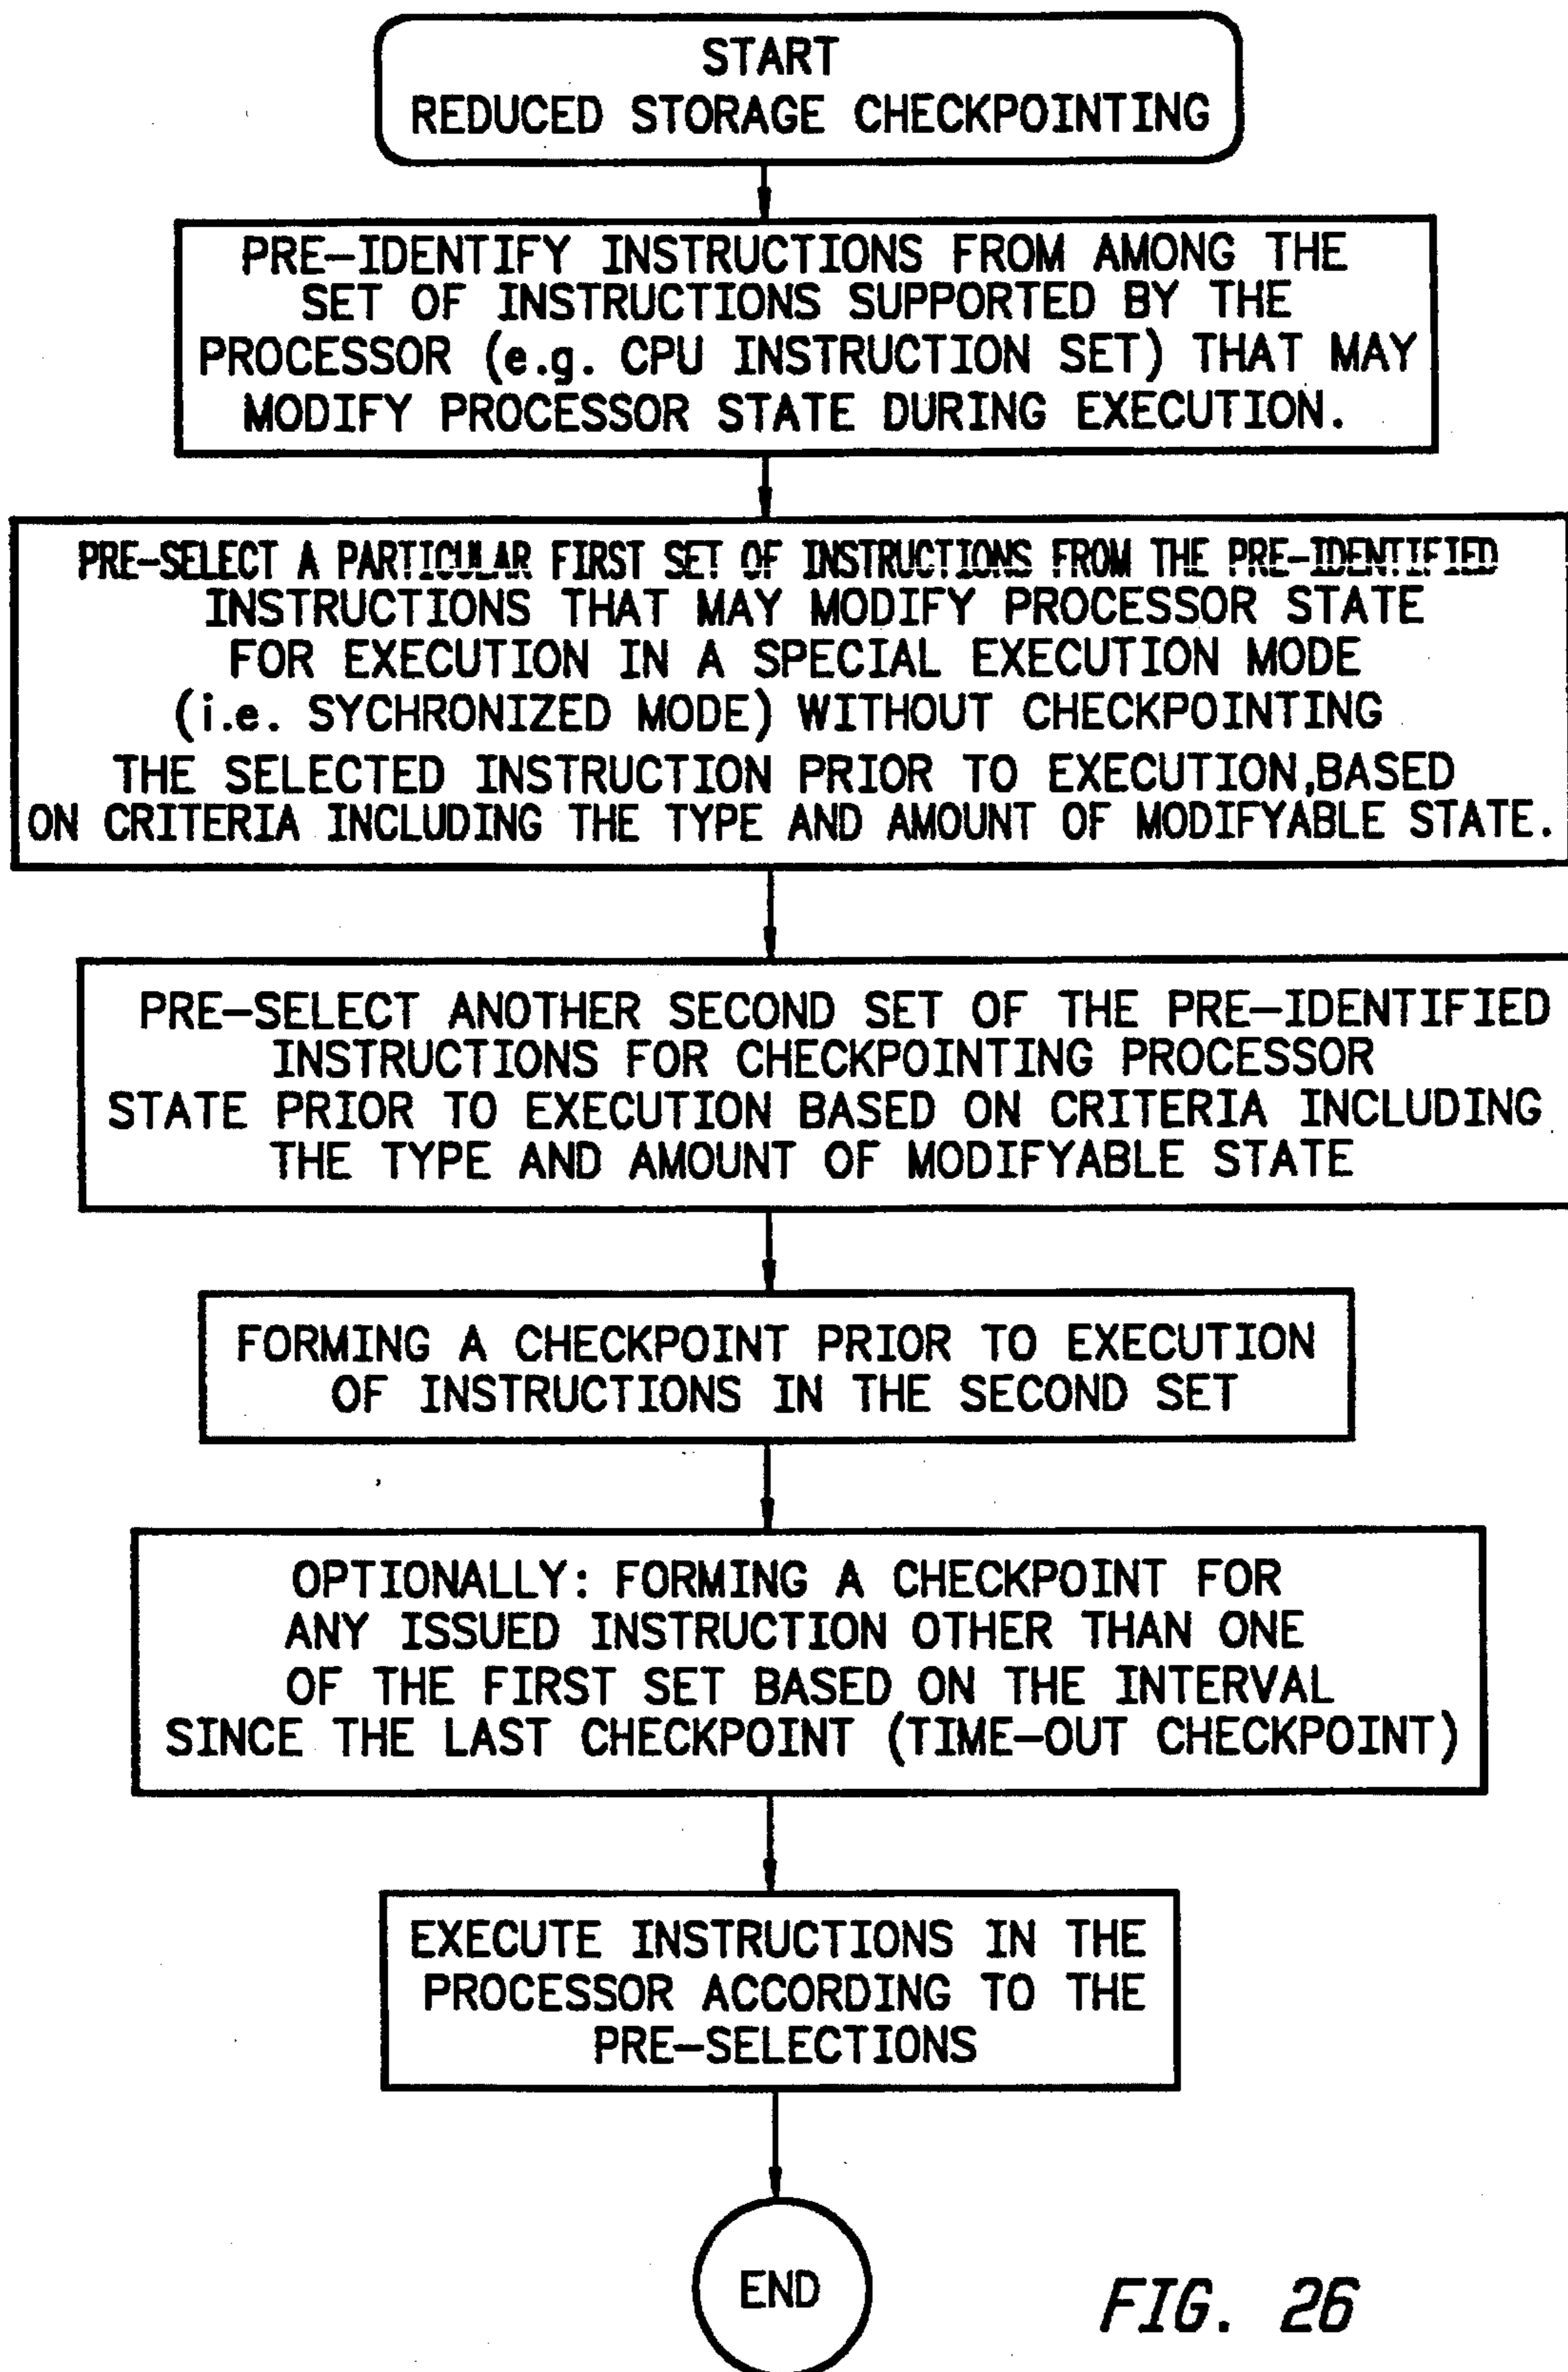 START
REDUCED STORAGE CHECKPOINTING
PRE-IDENTIFY INSTRUCTIONS FROM AMONG THE
SET OF INSTRUCTIONS SUPPORTED BY THE
PROCESSOR (e.g. CPU INSTRUCTION SET) THAT MAY
MODIFY PROCESSOR STATE DURING EXECUTION.
PRE-SELECT A PARTICULAR FIRST SET OF INSTRUCTIONS FROM THE PRE-IDENTIFIED
INSTRUCTIONS THAT MAY MODIFY PROCESSOR STATE
FOR EXECUTION IN A SPECIAL EXECUTION MODE
(i.e. SYCHRONIZED MODE) WITHOUT CHECKPOINTING
THE SELECTED INSTRUCTION PRIOR TO EXECUTION,BASED
ON CRITERIA INCLUDING THE TYPE AND AMOUNT OF MODIFYABLE STATE.
PRE-SELECT ANOTHER SECOND SET OF THE PRE-IDENTIFIED
INSTRUCTIONS FOR CHECKPOINTING PROCESSOR
STATE PRIOR TO EXECUTION BASED ON CRITERIA INCLUDING
THE TYPE AND AMOUNT OF MODIFYABLE STATE
FORMING A CHECKPOINT PRIOR TO EXECUTION
OF INSTRUCTIONS IN THE SECOND SET
OPTIONALLY: FORMING A CHECKPOINT FOR
ANY ISSUED INSTRUCTION OTHER THAN ONE
OF THE FIRST SET BASED ON THE INTERVAL
SINCE THE LAST CHECKPOINT (TIME-OUT CHECKPOINT)
EXECUTE INSTRUCTIONS IN THE
PROCESSOR ACCORDING TO THE
PRE-SELECTIONS
END
FIG. 26